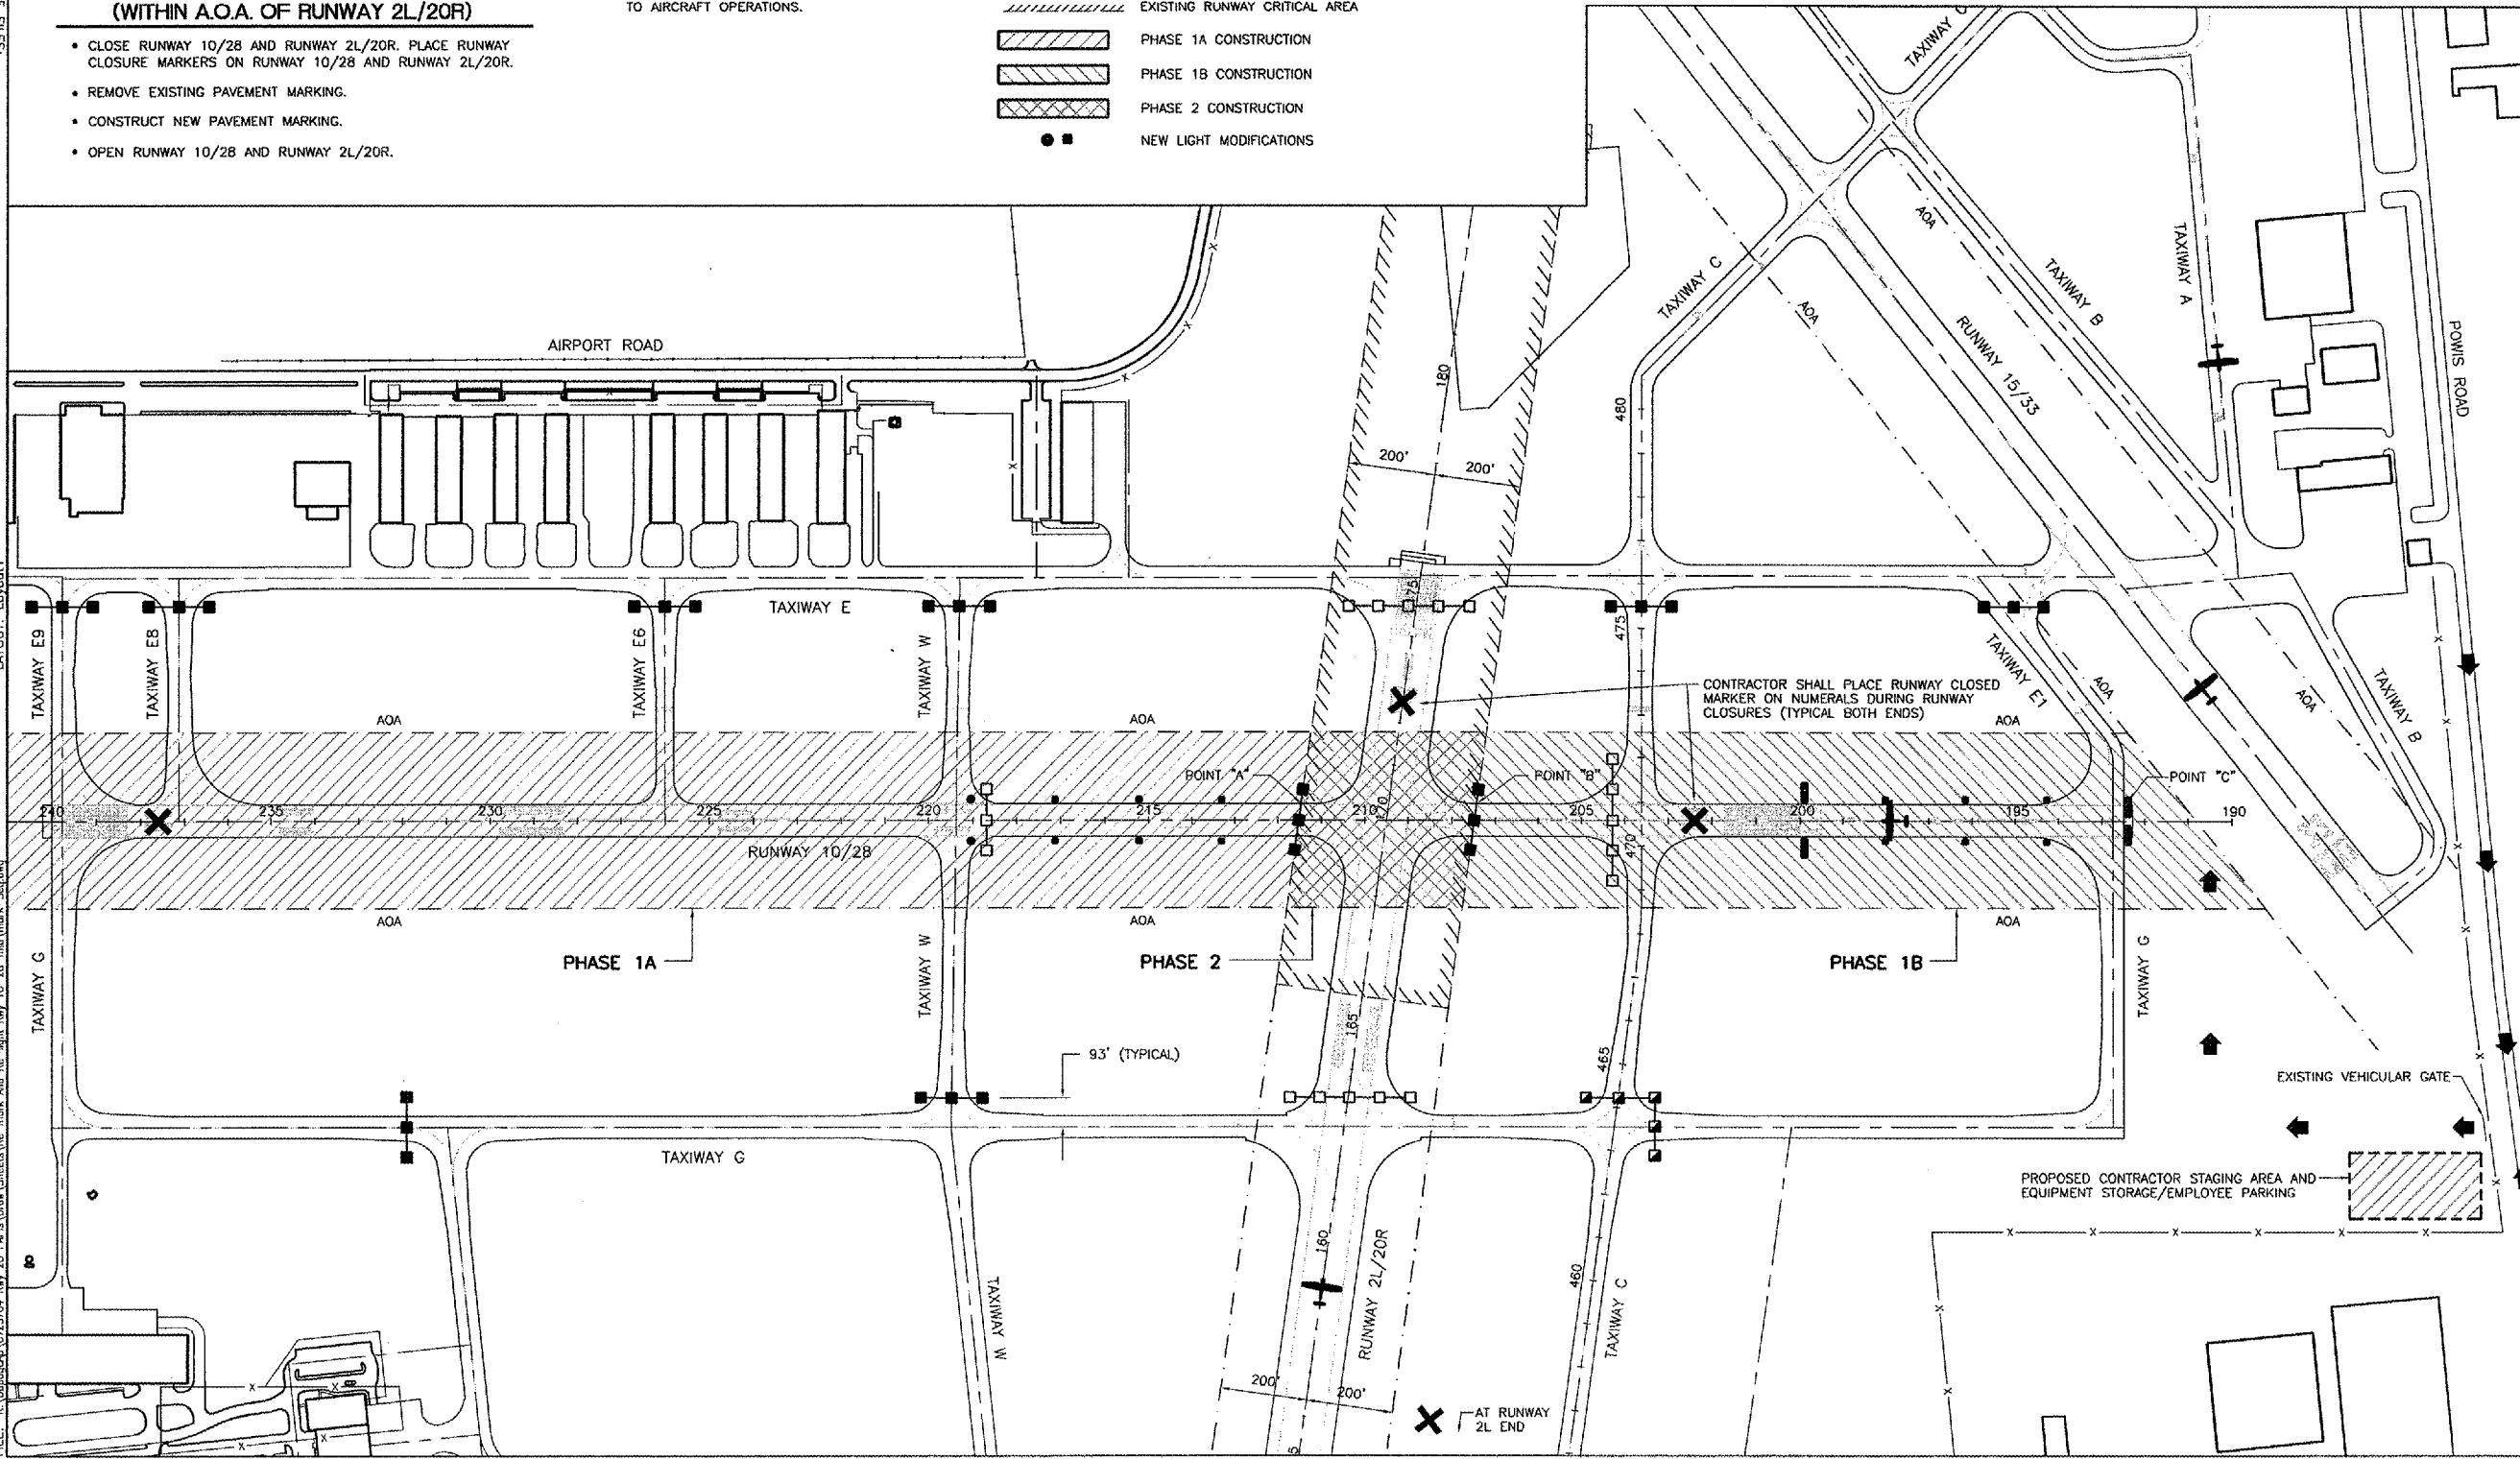 (WITHIN A.O.A. OF RUNWAY 2L/20R)
• CLOSE RUNWAY 10/28 AND RUNWAY 2L/20R. PLACE RUNWAY
CLOSURE MARKERS ON RUNWAY 10/28 AND RUNWAY 2L/20R.
• REMOVE EXISTING PAVEMENT MARKING.
• CONSTRUCT NEW PAVEMENT MARKING.
• OPEN RUNWAY 10/28 AND RUNWAY 2L/20R.
TO AIRCRAFT OPERATIONS.
EXISTING RUNWAY CRITICAL AREA
PHASE 1A CONSTRUCTION
PHASE 1B CONSTRUCTION
PHASE 2 CONSTRUCTION
NEW LIGHT MODIFICATIONS
TAXIWAY
AOA
TAXIWAY A
TAXIWAY C
TAXIWAY B
AOA
RUNWAY 15/33
POWIS ROAD
AIRPORT ROAD
180
480
200'
200'
175
TAXIWAY E
475
TAXIWAY E9
TAXIWAY E8
TAXIWAY E6
TAXIWAY W
TAXIWAY E1
AOA
AOA
TAXIWAY B
CONTRACTOR SHALL PLACE RUNWAY CLOSED
MARKER ON NUMERALS DURING RUNWAY
CLOSURES (TYPICAL BOTH ENDS)
AOA
AOA
AOA
POINT "A"
POINT "B"
POINT "C"
240
235
230
225
220
215
210
170
205
200
195
190
470
RUNWAY 10/28
AOA
AOA
AOA
PHASE 1A
PHASE 2
PHASE 1B
TAXIWAY G
TAXIWAY W
TAXIWAY G
165
465
93' (TYPICAL)
EXISTING VEHICULAR GATE
TAXIWAY G
PROPOSED CONTRACTOR STAGING AREA AND
EQUIPMENT STORAGE/EMPLOYEE PARKING
160
RUNWAY 2L/20R
460
TAXIWAY C
TAXIWAY W
200'
200'
AT RUNWAY
2L END